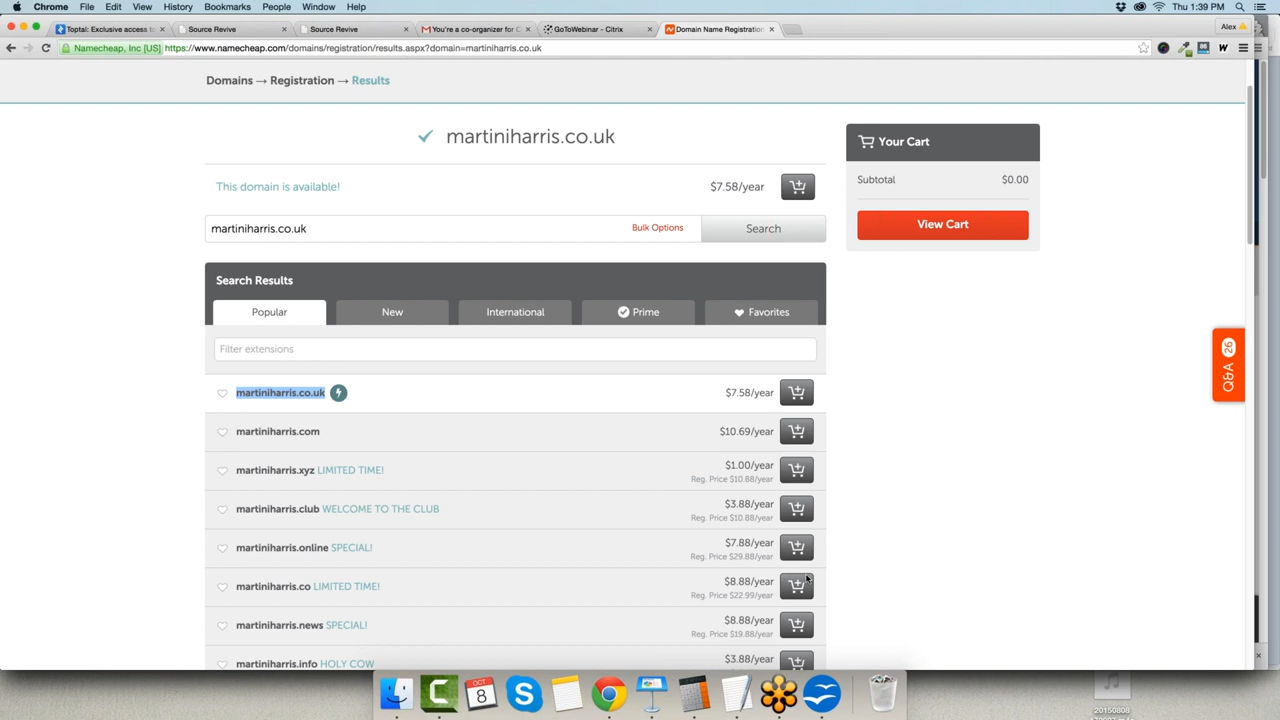 Chrome File Edit View History Bookmarks People Window Help Thu 1:39 PM
Toptal: Exclusive access to Source Revive Source Revive You're a co-organizer for GoToWebinar - Citrix Domain Name Registration Alex
Namecheap, Inc [US] https://www.namecheap.com/domains/registration/results.aspx?domain=martiniharris.co.uk
Domains → Registration → Results
martiniharris.co.uk
Your Cart
This domain is available! $7.58/year
Subtotal $0.00
martiniharris.co.uk Bulk Options Search
View Cart
Search Results
Popular New International Prime Favorites
Filter extensions
Q&A 26
martiniharris.co.uk $7.58/year
martiniharris.com $10.69/year
martiniharris.xyz LIMITED TIME! $1.00/year
Reg. Price $10.88/year
martiniharris.club WELCOME TO THE CLUB $3.88/year
Reg. Price $10.88/year
martiniharris.online SPECIAL! $7.88/year
Reg. Price $29.88/year
martiniharris.co LIMITED TIME! $8.88/year
Reg. Price $22.99/year
martiniharris.news SPECIAL! $8.88/year
Reg. Price $19.88/year
martiniharris.info HOLY COW $3.88/year
OCT
8
20150808